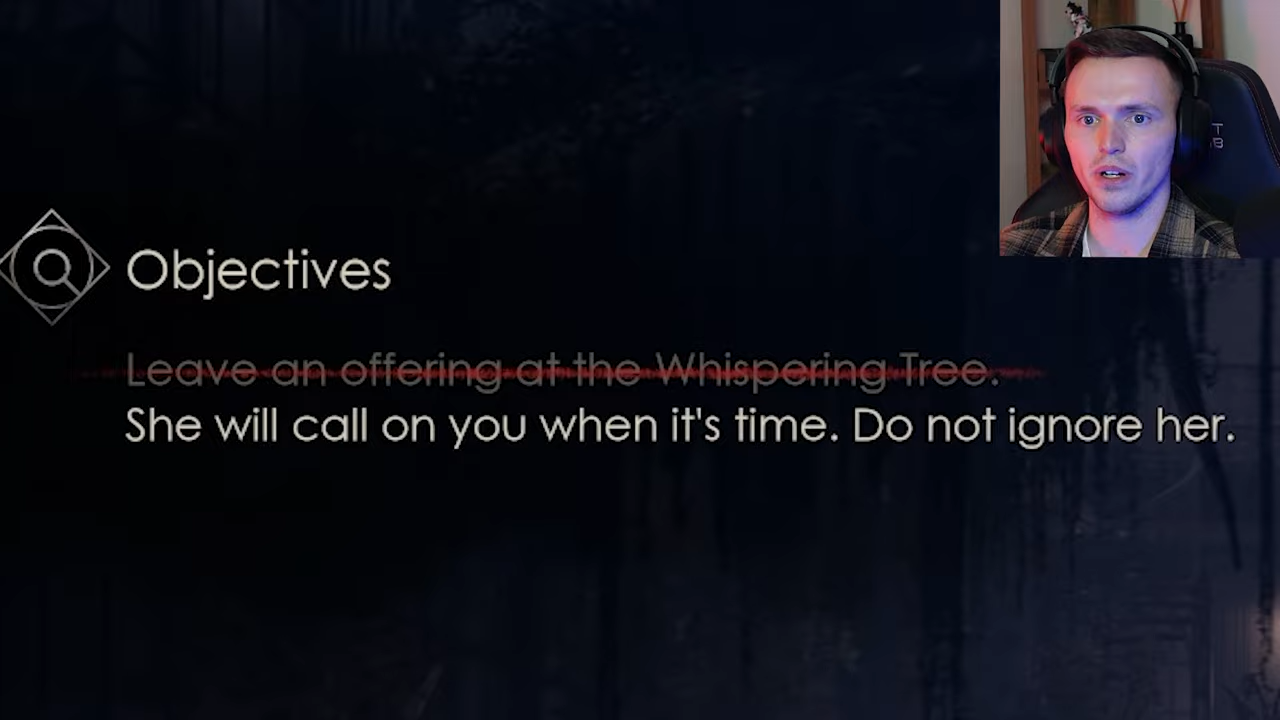 Objectives
Leave an offering at the Whispering Tree.
She will call on you when it's time. Do not ignore her.